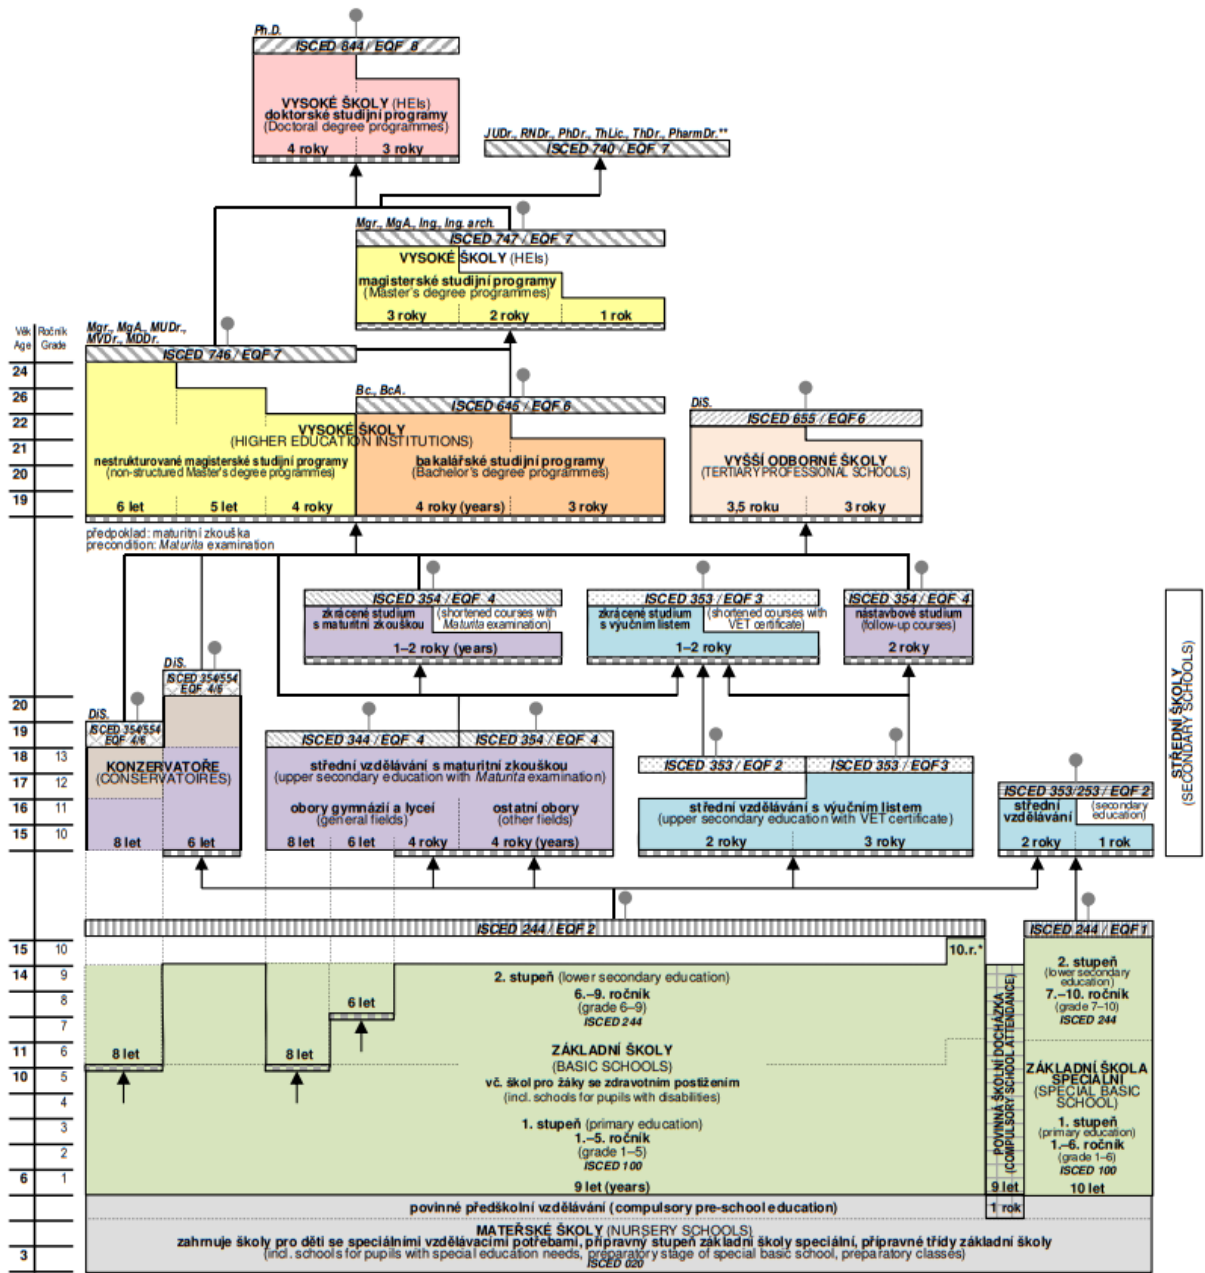 Ph.D.
ISCED 844 / EQF 8
VYSOKÉ ŠKOLY (HEIs)
doktorské studijní programy
(Doctoral degree programmes)
4 roky 3 roky
JUDr., RNDr., PhDr., ThLic., ThDr., PharmDr.**
ISCED 740 / EQF 7
Mgr., MgA., Ing., Ing. arch.
ISCED 747 / EQF 7
VYSOKÉ ŠKOLY (HEIs)
magisterské studijní programy
(Master's degree programmes)
3 roky 2 roky 1 rok
Věk Ročník
Age Grade
Mgr., MgA., MUDr.,
MVDr., MDDr.
ISCED 746 / EQF 7
24
26
22
21
20
19
Bc., BcA.
ISCED 645 / EQF 6
DiS.
ISCED 655 / EQF 6
VYSOKÉ ŠKOLY
(HIGHER EDUCATION INSTITUTIONS)
nestrukturované magisterské studijní programy
(non-structured Master's degree programmes)
6 let 5 let 4 roky
bakalářské studijní programy
(Bachelor's degree programmes)
4 roky (years) 3 roky
VYŠŠÍ ODBORNÉ ŠKOLY
(TERTIARY PROFESSIONAL SCHOOLS)
3,5 roku 3 roky
předpoklad: maturitní zkouška
precondition: Maturita examination
ISCED 354 / EQF 4
zkrácené studium
s maturitní zkouškou
(shortened courses with
Maturita examination)
1–2 roky (years)
ISCED 353 / EQF 3
zkrácené studium
s výučním listem
(shortened courses with
VET certificate)
1–2 roky
ISCED 354 / EQF 4
nástavbové studium
(follow-up courses)
2 roky
STŘEDNÍ ŠKOLY
(SECONDARY SCHOOLS)
20
19
18 13
17 12
16 11
15 10
DiS.
ISCED 354/554
EQF 4/6
DiS.
ISCED 354/554
EQF 4/6
KONZERVATOŘE
(CONSERVATOIRES)
8 let 6 let
ISCED 344 / EQF 4
ISCED 354 / EQF 4
střední vzdělávání s maturitní zkouškou
(upper secondary education with Maturita examination)
obory gymnázií a lyceí
(general fields)
ostatní obory
(other fields)
8 let 6 let 4 roky 4 roky (years)
ISCED 353 / EQF 2
ISCED 353 / EQF 3
střední vzdělávání s výučním listem
(upper secondary education with VET certificate)
2 roky 3 roky
ISCED 353/253 / EQF 2
střední
vzdělávání
(secondary
education)
2 roky 1 rok
ISCED 244 / EQF 2
ISCED 244 / EQF 1
15 10
14 9
8
7
11 6
10 5
4
3
2
6 1
3
10.r.*
8 let
8 let
6 let
2. stupeň (lower secondary education)
6.–9. ročník
(grade 6–9)
ISCED 244
ZÁKLADNÍ ŠKOLY
(BASIC SCHOOLS)
vč. škol pro žáky se zdravotním postižením
(incl. schools for pupils with disabilities)
1. stupeň (primary education)
1.–5. ročník
(grade 1–5)
ISCED 100
9 let (years)
POVINNÁ ŠKOLNÍ DOCHÁZKA
(COMPULSORY SCHOOL ATTENDANCE)
9 let
1 rok
2. stupeň
(lower secondary
education)
7.–10. ročník
(grade 7–10)
ISCED 244
ZÁKLADNÍ ŠKOLA
SPECIÁLNÍ
(SPECIAL BASIC
SCHOOL)
1. stupeň
(primary education)
1.–6. ročník
(grade 1–6)
ISCED 100
10 let
povinné předškolní vzdělávání (compulsory pre-school education)
MATEŘSKÉ ŠKOLY (NURSERY SCHOOLS)
zahrnuje školy pro děti se speciálními vzdělávacími potřebami, přípravný stupeň základní školy speciální, přípravné třídy základní školy
(incl. schools for pupils with special education needs, preparatory stage of special basic school, preparatory classes)
ISCED 020